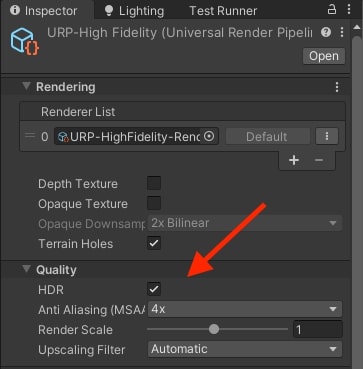 Inspector Lighting Test Runner
URP-High Fidelity (Universal Render Pipelin
Open
Rendering
Renderer List
0 URP-HighFidelity-Rend Default
+ −
Depth Texture
Opaque Texture
Opaque Downsamp 2x Bilinear
Terrain Holes
Quality
HDR
Anti Aliasing (MSAA 4x
Render Scale 1
Upscaling Filter Automatic